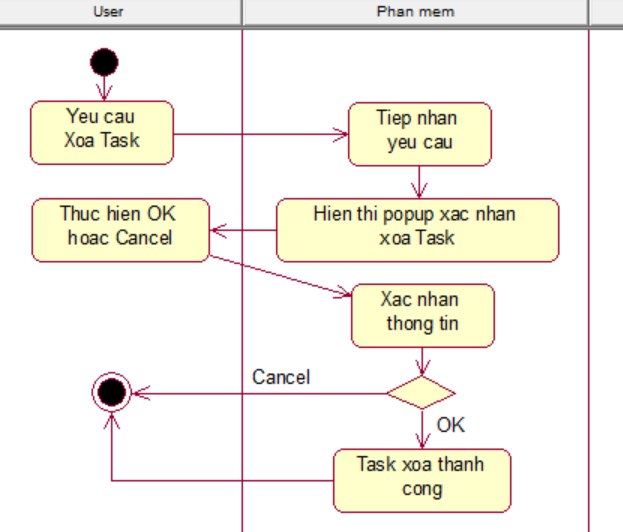 User
Phan mem
Yeu cau
Xoa Task
Tiep nhan
yeu cau
Hien thi popup xac nhan
xoa Task
Thuc hien OK
hoac Cancel
Xac nhan
thong tin
Cancel
OK
Task xoa thanh
cong